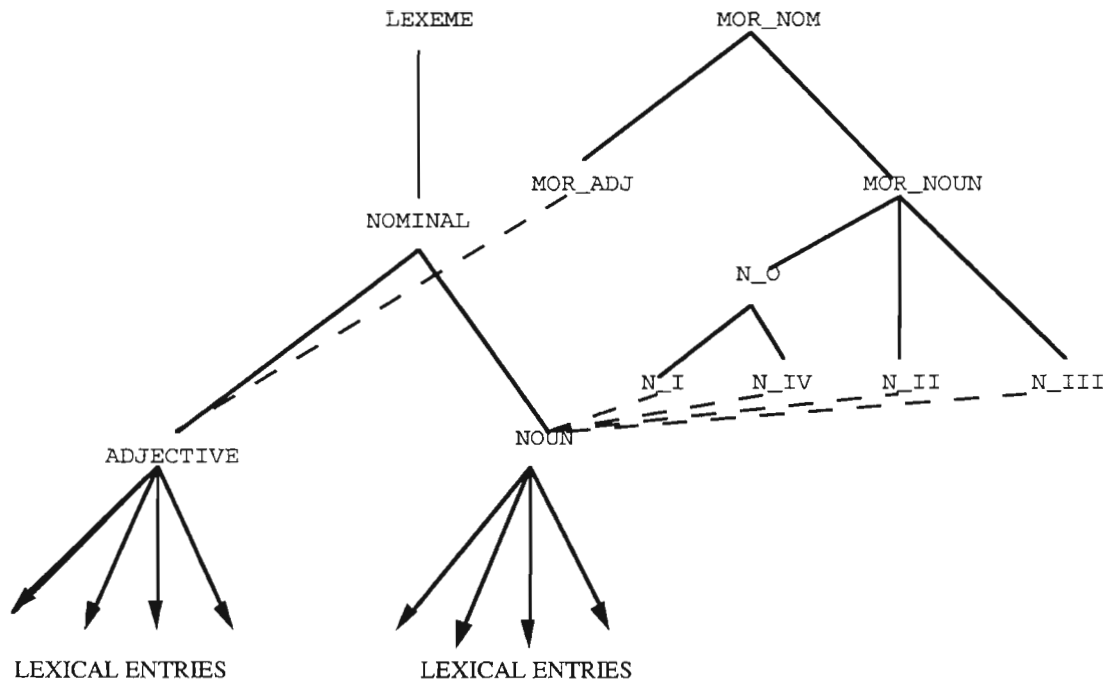 LEXEME
MOR_NOM
MOR_ADJ
MOR_NOUN
NOMINAL
N_O
N_I
N_IV
N_II
N_III
NOUN
ADJECTIVE
LEXICAL ENTRIES
LEXICAL ENTRIES